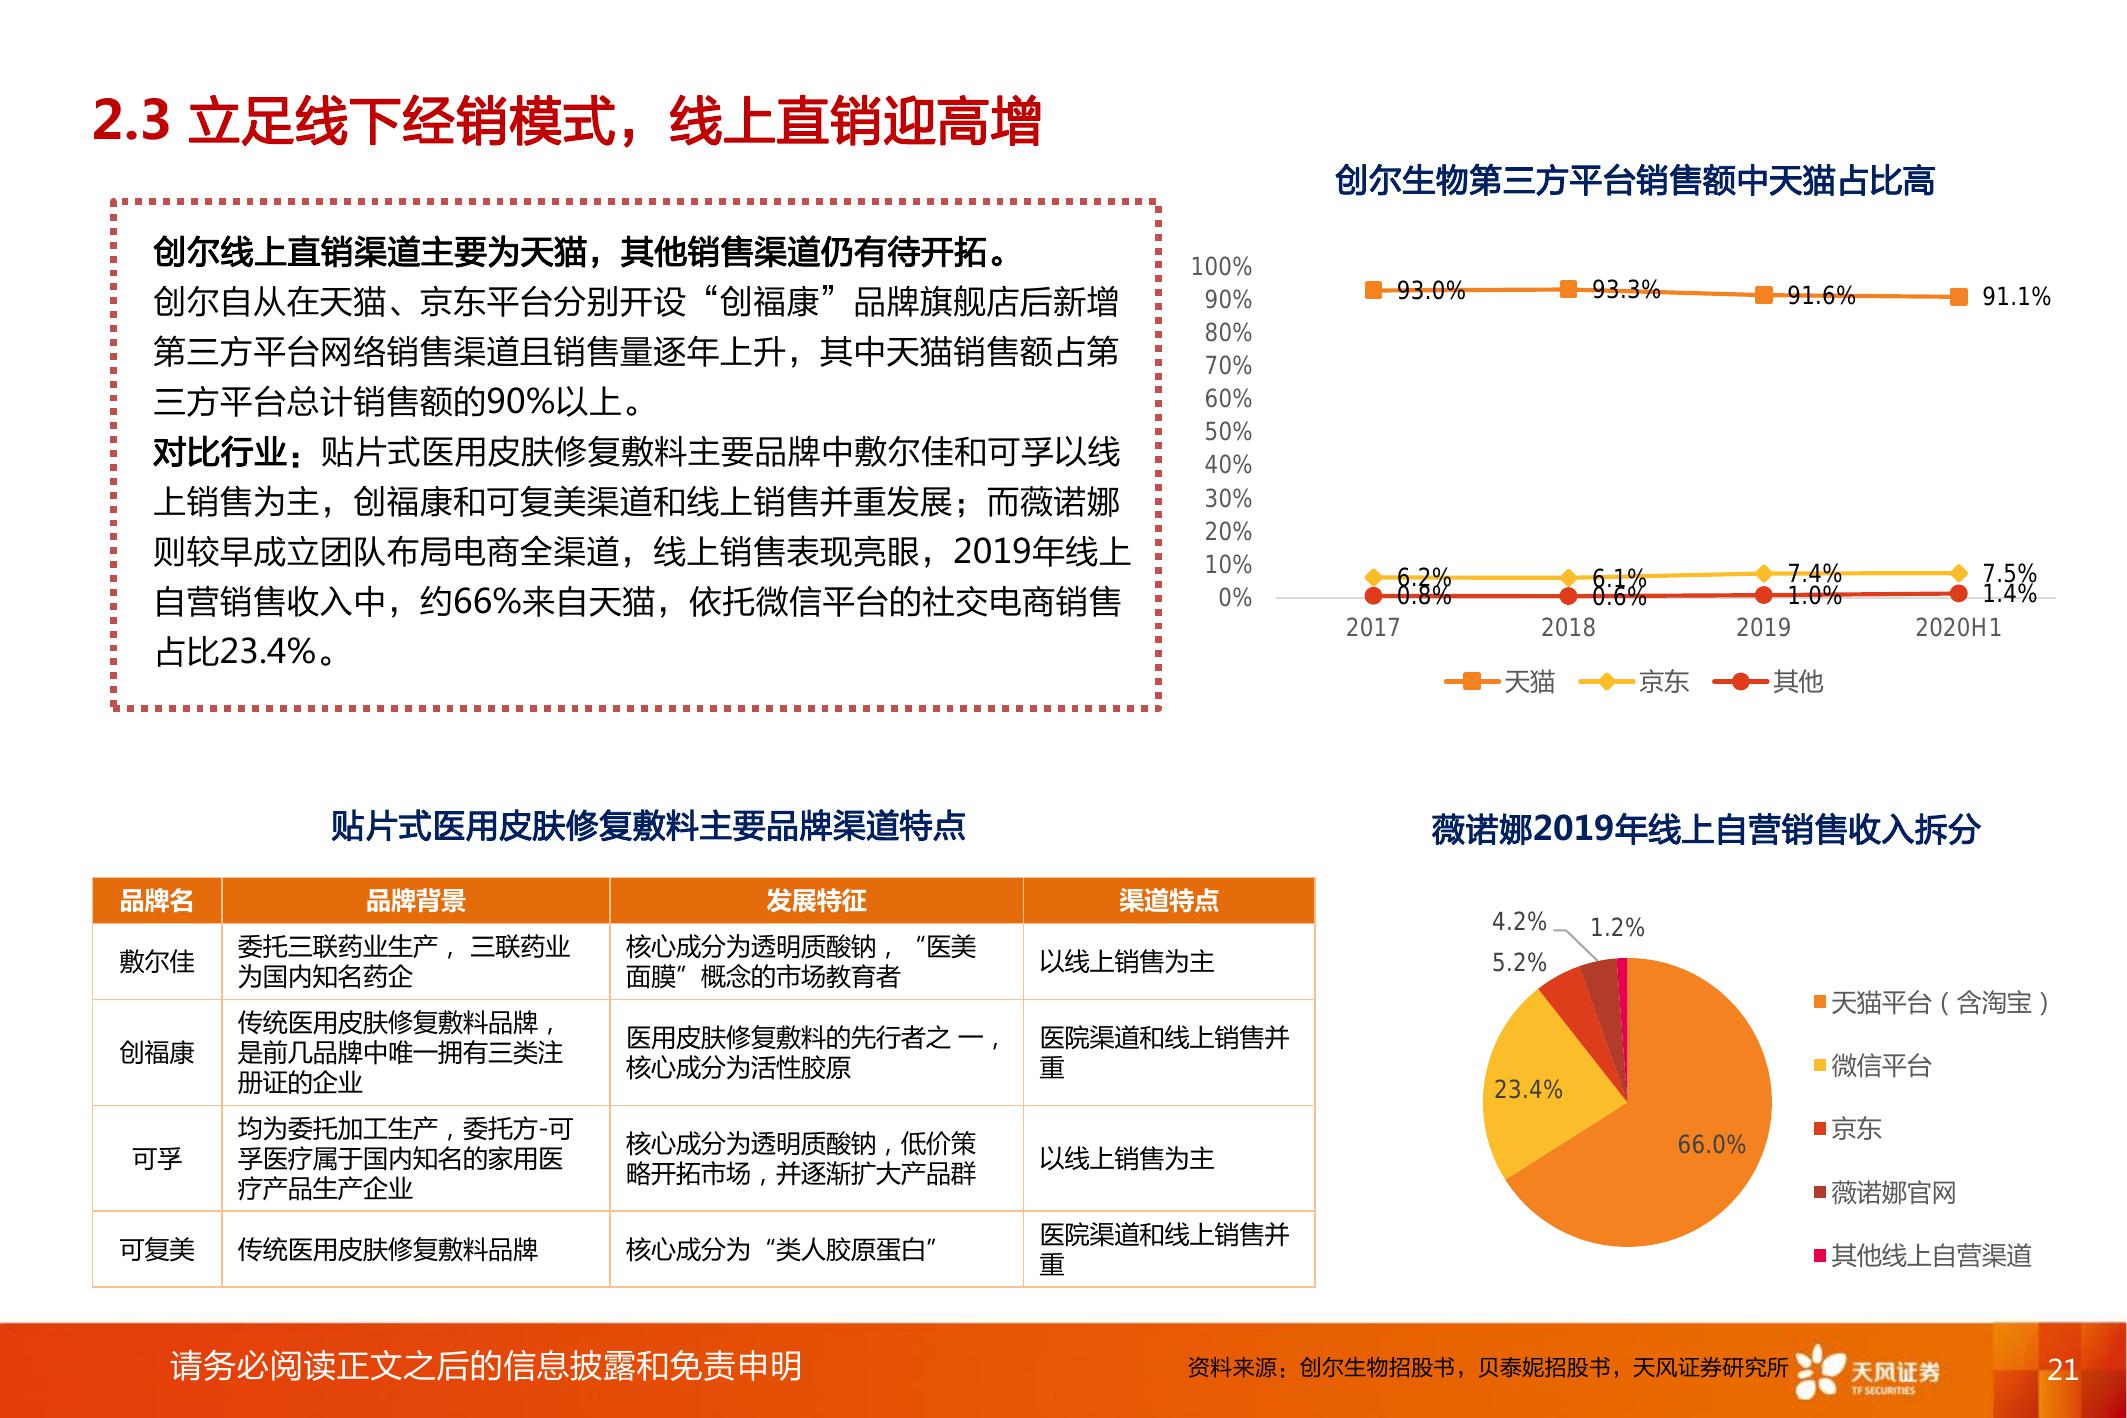 2.3 立足线下经销模式，线上直销迎高增
创尔线上直销渠道主要为天猫，其他销售渠道仍有待开拓。
创尔自从在天猫、京东平台分别开设“创福康”品牌旗舰店后新增
第三方平台网络销售渠道且销售量逐年上升，其中天猫销售额占第
三方平台总计销售额的90%以上。
对比行业：贴片式医用皮肤修复敷料主要品牌中敷尔佳和可孚以线
上销售为主，创福康和可复美渠道和线上销售并重发展；而薇诺娜
则较早成立团队布局电商全渠道，线上销售表现亮眼，2019年线上
自营销售收入中，约66%来自天猫，依托微信平台的社交电商销售
占比23.4%。
创尔生物第三方平台销售额中天猫占比高
100%
90%
80%
70%
60%
50%
40%
30%
20%
10%
0%
93.0% 93.3% 91.6% 91.1%
6.2% 6.1% 7.4% 7.5%
0.8% 0.6% 1.0% 1.4%
2017 2018 2019 2020H1
天猫 京东 其他
贴片式医用皮肤修复敷料主要品牌渠道特点
品牌名 品牌背景 发展特征 渠道特点
敷尔佳
委托三联药业生产，三联药业
为国内知名药企
核心成分为透明质酸钠，“医美
面膜”概念的市场教育者
以线上销售为主
创福康
传统医用皮肤修复敷料品牌，
是前几品牌中唯一拥有三类注
册证的企业
医用皮肤修复敷料的先行者之一，
核心成分为活性胶原
医院渠道和线上销售并
重
可孚
均为委托加工生产，委托方-可
孚医疗属于国内知名的家用医
疗产品生产企业
核心成分为透明质酸钠，低价策
略开拓市场，并逐渐扩大产品群
以线上销售为主
可复美
传统医用皮肤修复敷料品牌
核心成分为“类人胶原蛋白”
医院渠道和线上销售并
重
薇诺娜2019年线上自营销售收入拆分
4.2% 1.2%
5.2%
23.4%
66.0%
天猫平台（含淘宝）
微信平台
京东
薇诺娜官网
其他线上自营渠道
请务必阅读正文之后的信息披露和免责申明
资料来源：创尔生物招股书，贝泰妮招股书，天风证券研究所
天风证券
TF SECURITIES
21